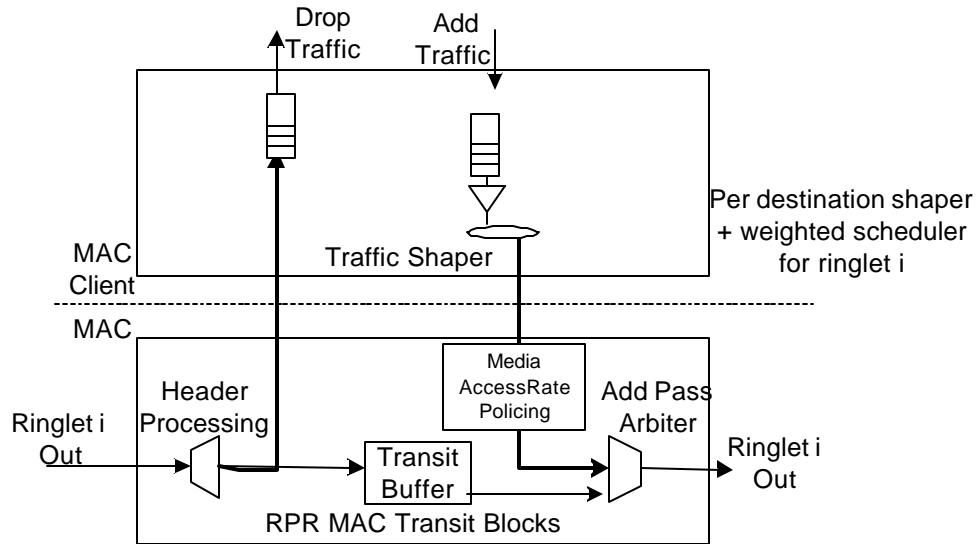 Drop
Traffic
Add
Traffic
Per destination shaper
+ weighted scheduler
for ringlet i
Traffic Shaper
MAC
Client
MAC
Header
Processing
Media
AccessRate
Policing
Add Pass
Arbiter
Ringlet i
Out
Transit
Buffer
Ringlet i
Out
RPR MAC Transit Blocks